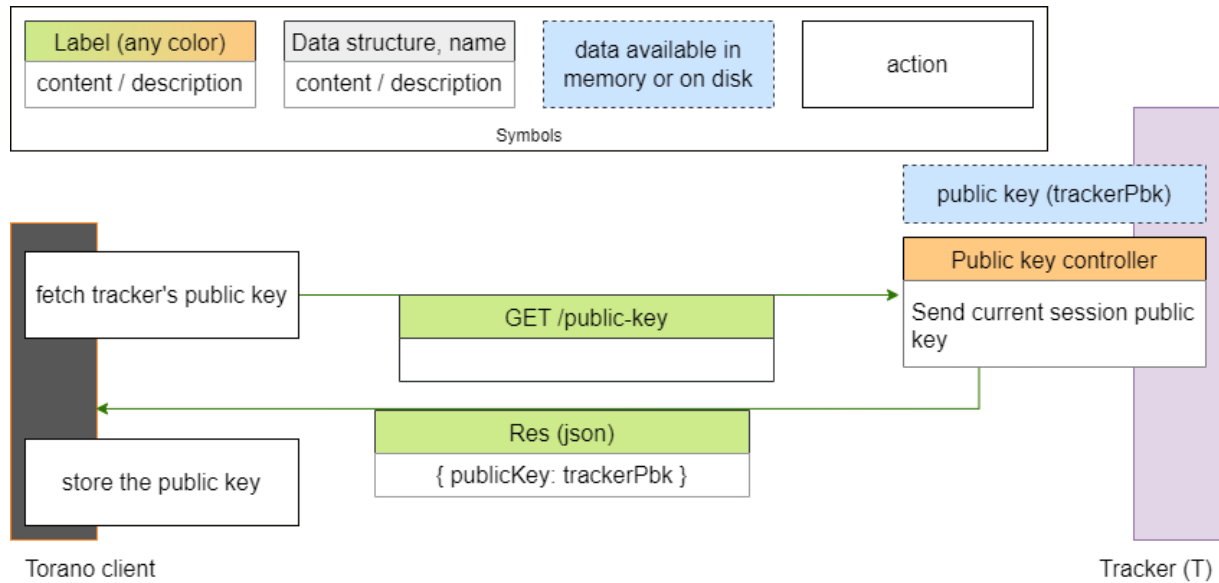 Label (any color)
content / description
Data structure, name
content / description
data available in
memory or on disk
action
Symbols
public key (trackerPbk)
Public key controller
Send current session public
key
fetch tracker's public key
GET /public-key
Res (json)
{ publicKey: trackerPbk }
store the public key
Torano client
Tracker (T)